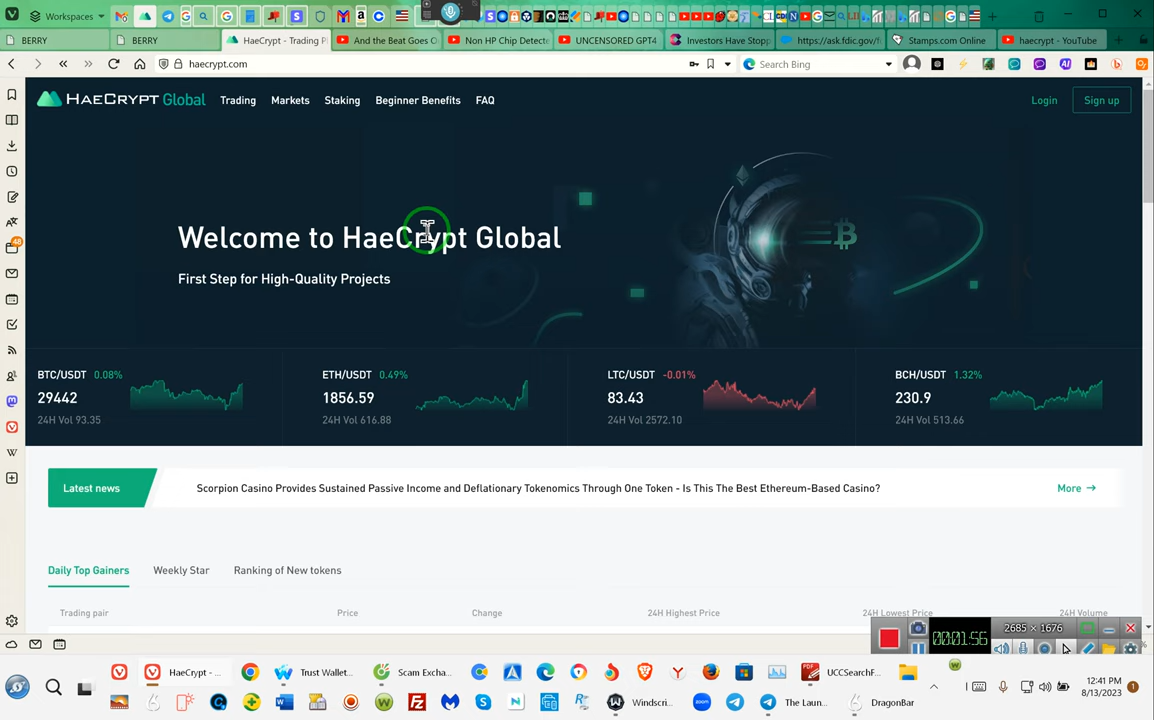 Workspaces
BERRY
BERRY
HaeCrypt - Trading Pl
And the Beat Goes O
Non HP Chip Detecte
UNCENSORED GPT4
Investors Have Stopp
https://ask.fdic.gov/f
Stamps.com Online
haecrypt - YouTube
haecrypt.com
Search Bing
HAECRYPT Global
Trading
Markets
Staking
Beginner Benefits
FAQ
Login
Sign up
Welcome to HaeCrypt Global
First Step for High-Quality Projects
BTC/USDT 0.08%
29442
24H Vol 93.35
ETH/USDT 0.49%
1856.59
24H Vol 616.88
LTC/USDT -0.01%
83.43
24H Vol 2572.10
BCH/USDT 1.32%
230.9
24H Vol 513.66
Latest news
Scorpion Casino Provides Sustained Passive Income and Deflationary Tokenomics Through One Token - Is This The Best Ethereum-Based Casino?
More →
Daily Top Gainers
Weekly Star
Ranking of New tokens
Trading pair
Price
Change
24H Highest Price
24H Lowest Price
24H Volume
00:01:56
2685 × 1676
HaeCrypt - ...
Trust Wallet...
Scam Excha...
UCCSearchF...
Windscri...
The Laun...
DragonBar
12:41 PM
8/13/2023